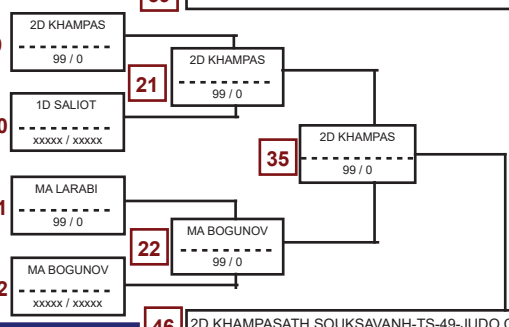 2D KHAMPAS
99 / 0
2D KHAMPAS
21
99 / 0
1D SALIOT
xxxxx / xxxxx
2D KHAMPAS
35
99 / 0
MA LARABI
99 / 0
MA BOGUNOV
22
99 / 0
MA BOGUNOV
xxxxx / xxxxx
46
2D KHAMPASATH SOUKSAVANH-TS-49-JUDO